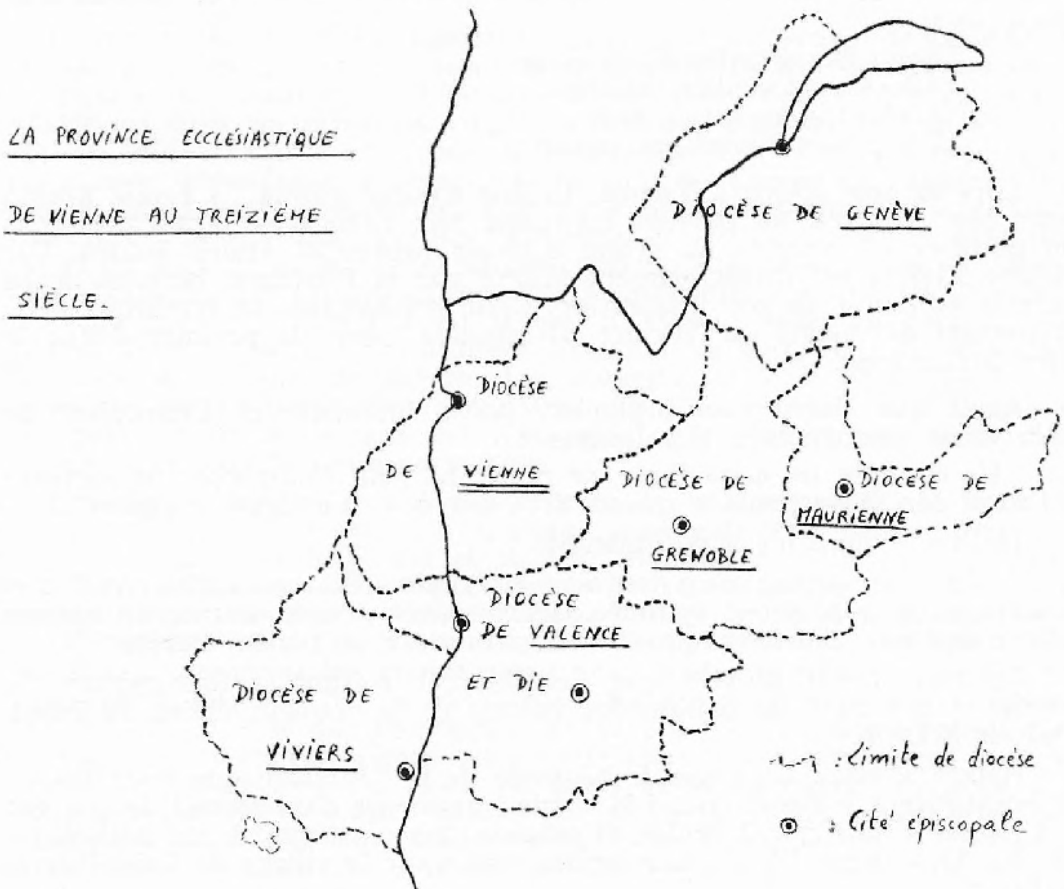 LA PROVINCE ECCLÉSIASTIQUE
DE VIENNE AU TREIZIÈME
SIÈCLE.
DIOCÈSE DE GENÈVE
DIOCÈSE
DE VIENNE
DIOCÈSE DE
GRENOBLE
DIOCÈSE DE
MAURIENNE
DIOCÈSE
DE VALENCE
ET DIE
DIOCÈSE DE
VIVIERS
: Limite de diocèse
: Cité épiscopale